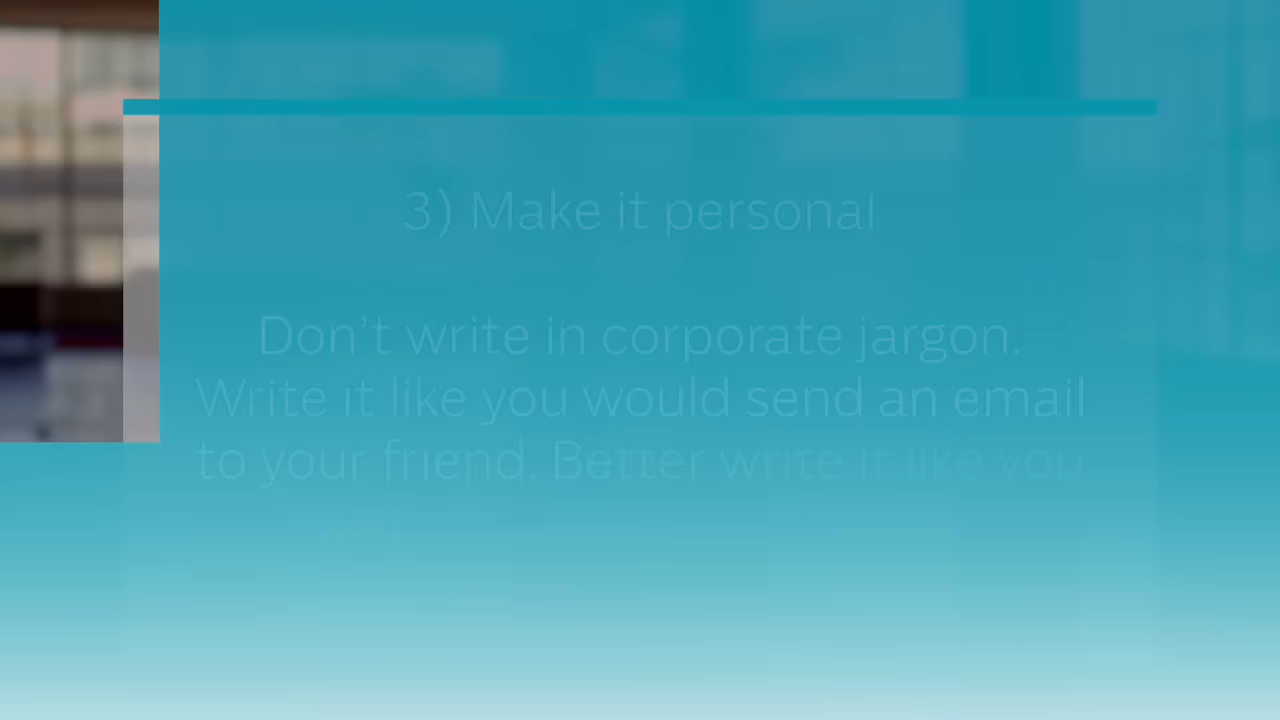 3) Make it personal
Don’t write in corporate jargon.
Write it like you would send an email
to your friend. Better write it like you